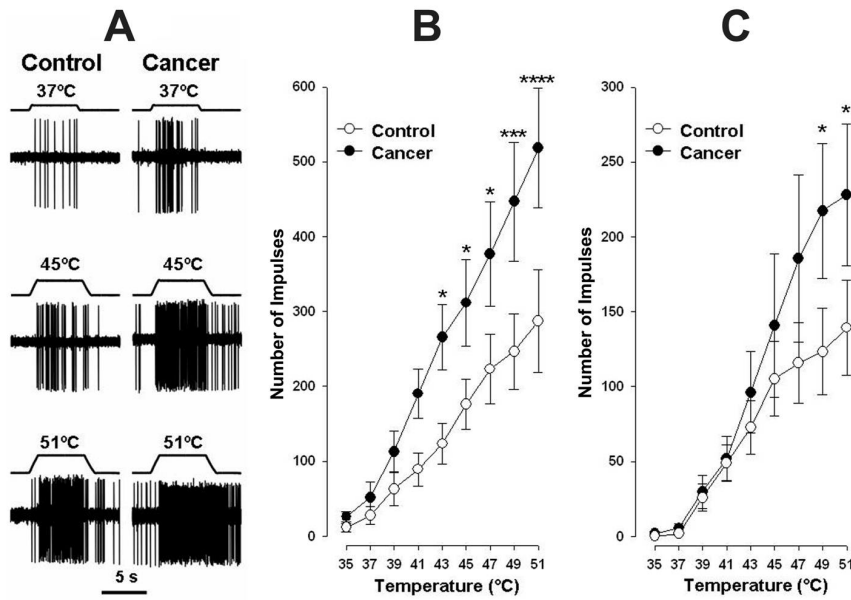 A
Control Cancer
37ºC 37ºC
45ºC 45ºC
51ºC 51ºC
5 s
B
600
500
400
300
200
100
0
Number of Impulses
Control
Cancer
*
*
*
***
****
35 37 39 41 43 45 47 49 51
Temperature (ºC)
C
300
250
200
150
100
50
0
Number of Impulses
Control
Cancer
*
*
35 37 39 41 43 45 47 49 51
Temperature (ºC)